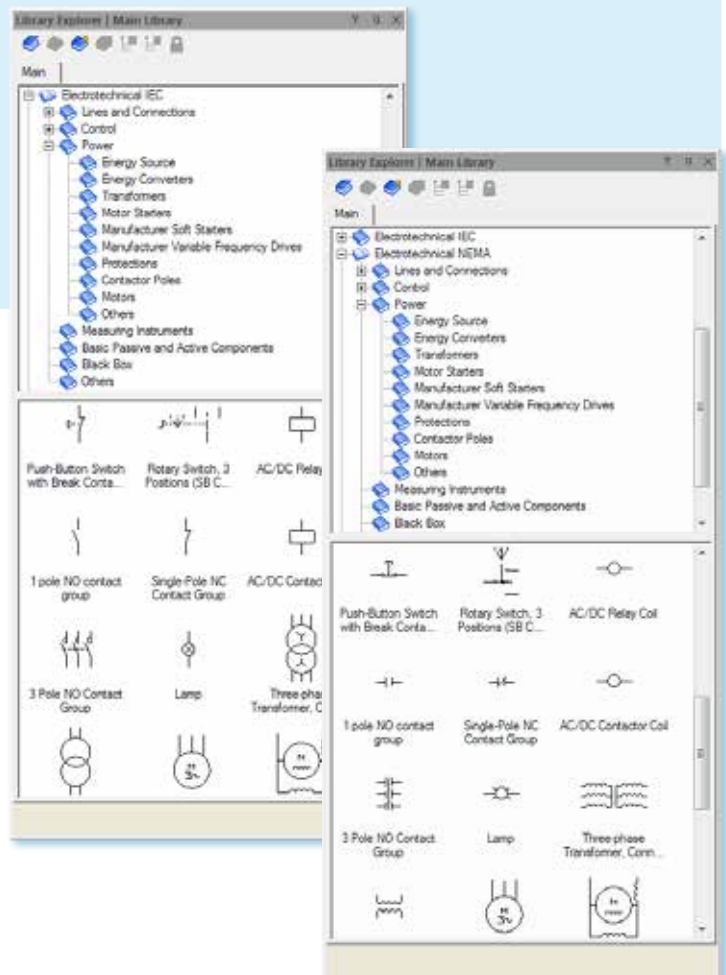 Library Explorer | Main Library
Main
Electrotechnical IEC
Lines and Connections
Control
Power
Energy Source
Energy Converters
Transformers
Motor Starters
Manufacturer Soft Starters
Manufacturer Variable Frequency Drives
Protections
Contactor Poles
Motors
Others
Measuring Instruments
Basic Passive and Active Components
Black Box
Others
Push-Button Switch
with Break Conta...
Rotary Switch, 3
Positions (SB C...
AC/DC Relay
1 pole NO contact
group
Single-Pole NC
Contact Group
AC/DC Contac
3 Pole NO Contact
Group
Lamp
Three-pha
Transformer, C
M
3~
M
Library Explorer | Main Library
Main
Electrotechnical IEC
Electrotechnical NEMA
Lines and Connections
Control
Power
Energy Source
Energy Converters
Transformers
Motor Starters
Manufacturer Soft Starters
Manufacturer Variable Frequency Drives
Protections
Contactor Poles
Motors
Others
Measuring Instruments
Basic Passive and Active Components
Black Box
Push-Button Switch
with Break Conta...
Rotary Switch, 3
Positions (SB C...
AC/DC Relay Coil
1 pole NO contact
group
Single-Pole NC
Contact Group
AC/DC Contactor Coil
3 Pole NO Contact
Group
Lamp
Three-phase
Transformer, Conn...
M
3~
M